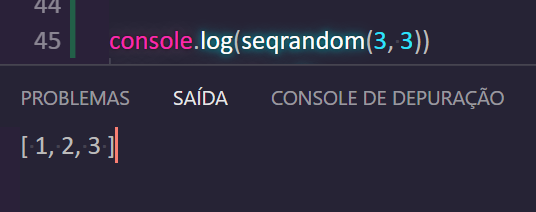 44
45 console.log(seqrandom(3, 3))
PROBLEMAS SAÍDA CONSOLE DE DEPURAÇÃO
[ 1, 2, 3 ]